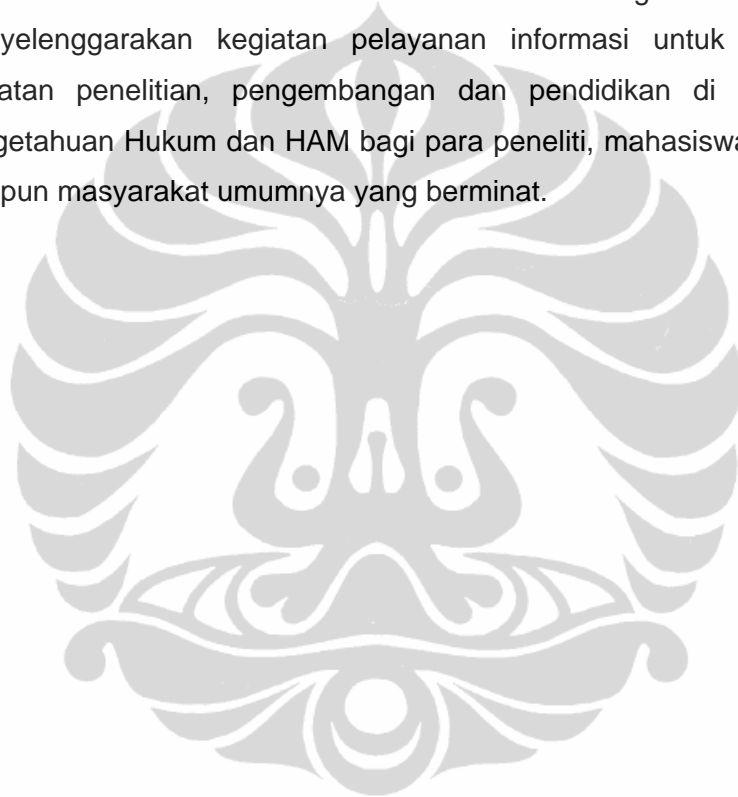 yelenggarakan kegiatan pelayanan informasi untuk
atan penelitian, pengembangan dan pendidikan di
getahuan Hukum dan HAM bagi para peneliti, mahasiswa
pun masyarakat umumnya yang berminat.